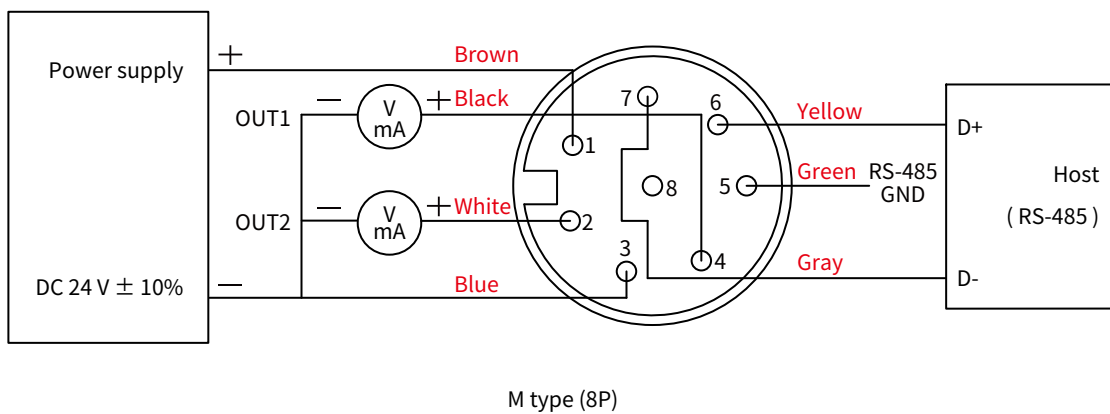 Power supply
+
Brown
OUT1
−
V
mA
+
Black
1
7
6
Yellow
D+
8
5
Green
RS-485
GND
Host
( RS-485 )
OUT2
−
V
mA
+
White
2
3
4
Gray
D-
DC 24 V ± 10%
−
Blue
M type (8P)